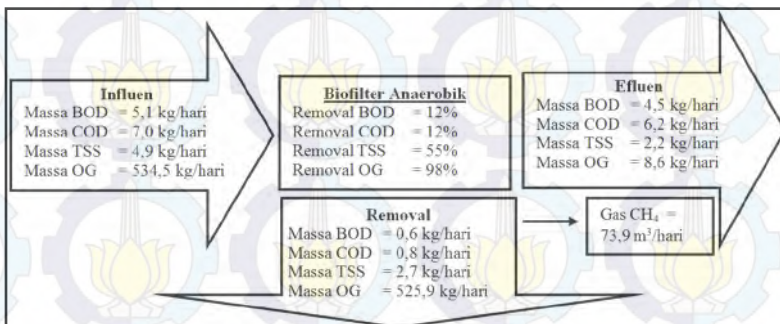 Influen
Massa BOD = 5,1 kg/hari
Massa COD = 7,0 kg/hari
Massa TSS = 4,9 kg/hari
Massa OG = 534,5 kg/hari
Biofilter Anaerobik
Removal BOD = 12%
Removal COD = 12%
Removal TSS = 55%
Removal OG = 98%
Efluen
Massa BOD = 4,5 kg/hari
Massa COD = 6,2 kg/hari
Massa TSS = 2,2 kg/hari
Massa OG = 8,6 kg/hari
Removal
Massa BOD = 0,6 kg/hari
Massa COD = 0,8 kg/hari
Massa TSS = 2,7 kg/hari
Massa OG = 525,9 kg/hari
Gas CH₄ =
73,9 m³/hari